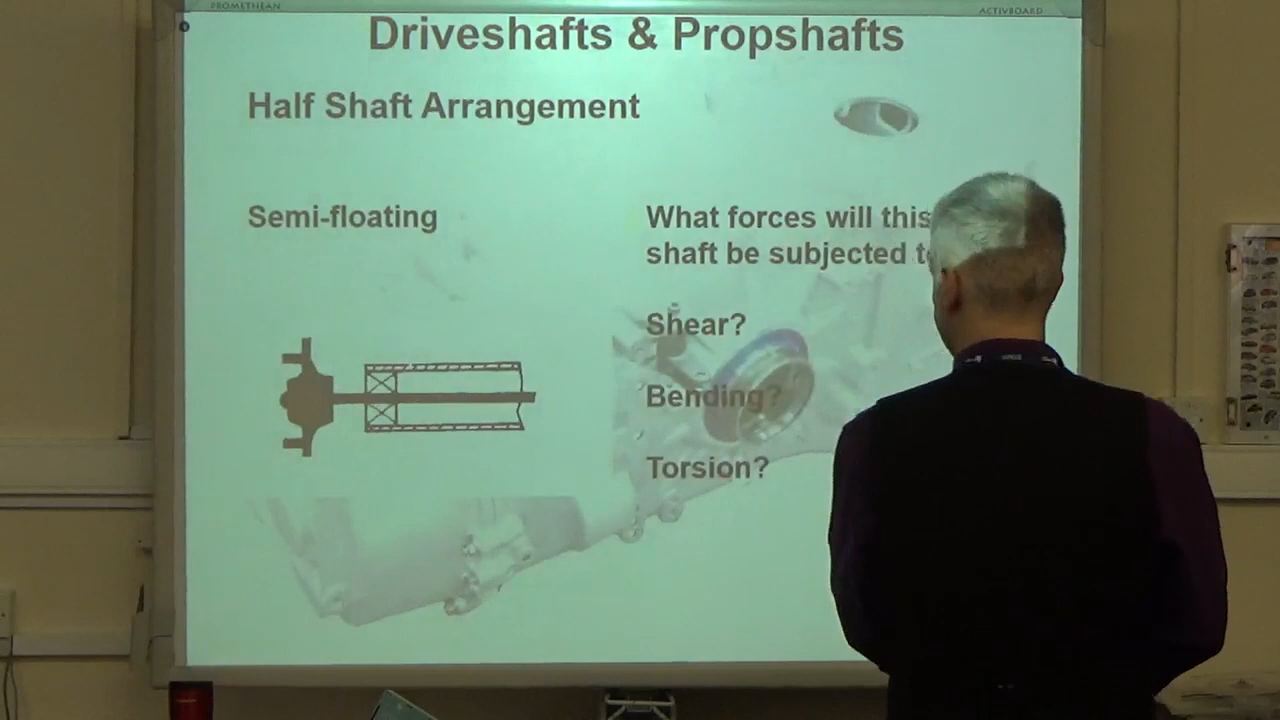 PROMETHEAN
ACTIVBOARD
Driveshafts & Propshafts
Half Shaft Arrangement
Semi-floating
What forces will this
shaft be subjected
Shear?
Bending?
Torsion?